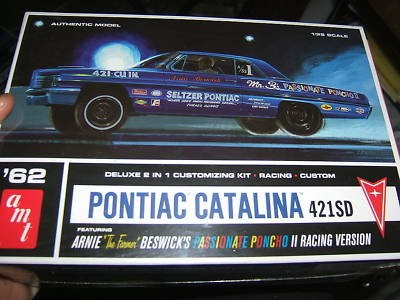 AUTHENTIC MODEL
1/25 SCALE
421-CU IN.
Mr. B's PASSIONATE PONCHO II
SELTZER PONTIAC
DELUXE 2 IN 1 CUSTOMIZING KIT • RACING • CUSTOM
'62
amt
PONTIAC CATALINA 421SD
FEATURING
ARNIE "The Farmer" BESWICK'S PASSIONATE PONCHO II RACING VERSION